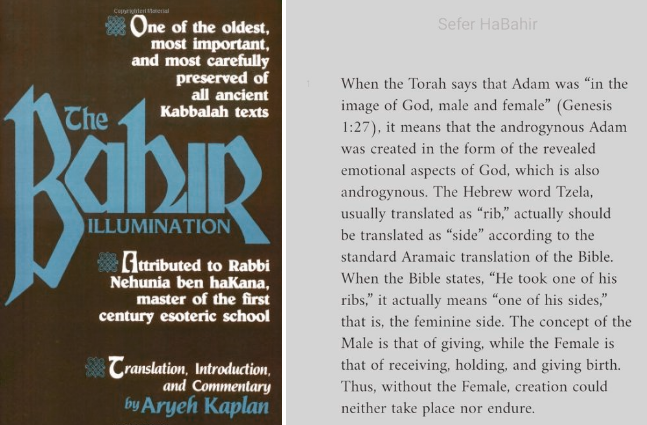 Copyrighted Material
One of the oldest,
most important,
and most carefully
preserved of
all ancient
Kabbalah texts
The
Bahir
ILLUMINATION
Attributed to Rabbi
Nehunia ben haKana,
master of the first
century esoteric school
Translation, Introduction,
and Commentary
by Aryeh Kaplan
Sefer HaBahir
1
When the Torah says that Adam was “in the
image of God, male and female” (Genesis
1:27), it means that the androgynous Adam
was created in the form of the revealed
emotional aspects of God, which is also
androgynous. The Hebrew word Tzela,
usually translated as “rib,” actually should
be translated as “side” according to the
standard Aramaic translation of the Bible.
When the Bible states, “He took one of his
ribs,” it actually means “one of his sides,”
that is, the feminine side. The concept of the
Male is that of giving, while the Female is
that of receiving, holding, and giving birth.
Thus, without the Female, creation could
neither take place nor endure.